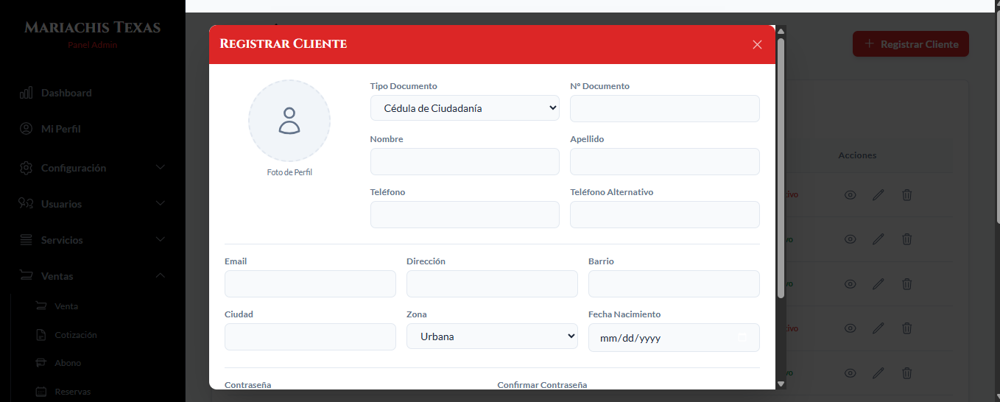 MARIACHIS TEXAS
Panel Admin
Dashboard
Mi Perfil
Configuración
Usuarios
Servicios
Ventas
Venta
Cotización
Abono
Reservas
Registrar Cliente
Acciones
REGISTRAR CLIENTE
Foto de Perfil
Tipo Documento
Nº Documento
Cédula de Ciudadanía
Nombre
Apellido
Teléfono
Teléfono Alternativo
Email
Dirección
Barrio
Ciudad
Zona
Fecha Nacimiento
Urbana
mm/dd/yyyy
Contraseña
Confirmar Contraseña